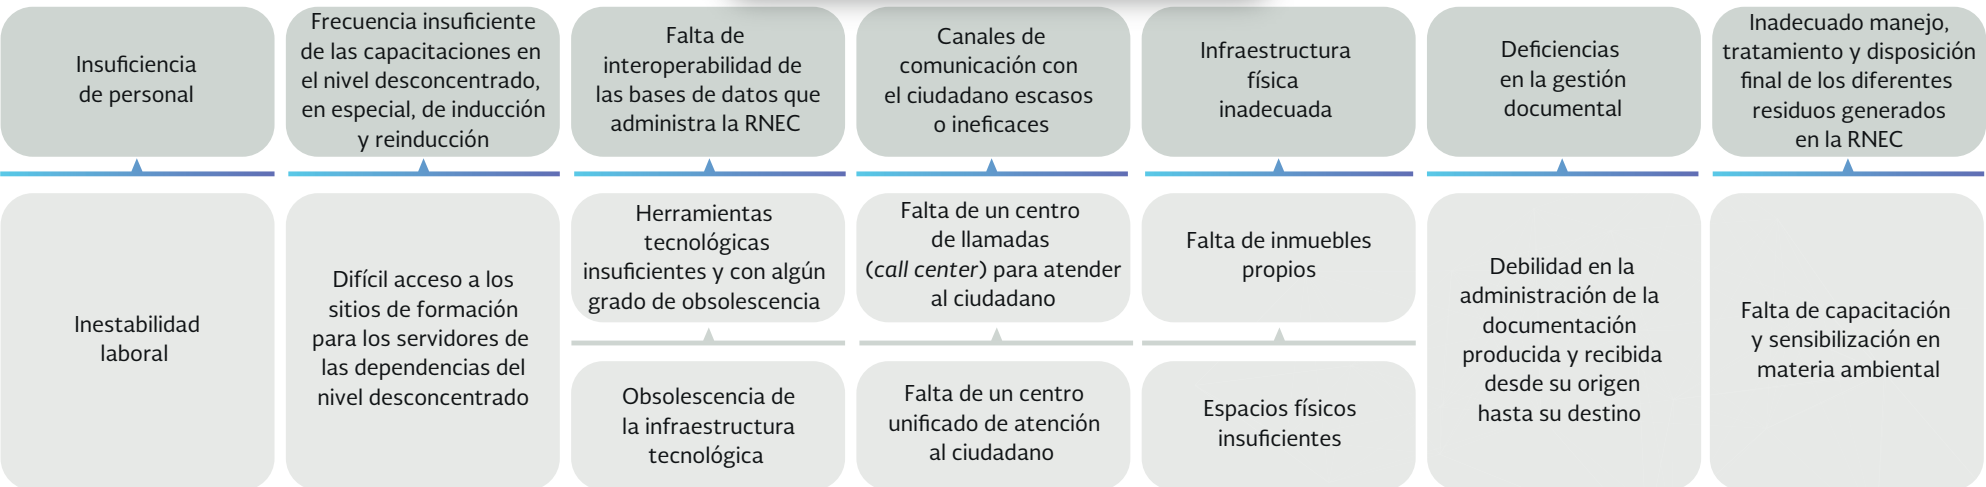 Insuficiencia
de personal
Frecuencia insuficiente
de las capacitaciones en
el nivel desconcentrado,
en especial, de inducción
y reinducción
Falta de
interoperabilidad de
las bases de datos que
administra la RNEC
Canales de
comunicación con
el ciudadano escasos
o ineficaces
Infraestructura
física
inadecuada
Deficiencias
en la gestión
documental
Inadecuado manejo,
tratamiento y disposición
final de los diferentes
residuos generados
en la RNEC
Inestabilidad
laboral
Difícil acceso a los
sitios de formación
para los servidores de
las dependencias del
nivel desconcentrado
Herramientas
tecnológicas
insuficientes y con algún
grado de obsolescencia
Obsolescencia de
la infraestructura
tecnológica
Falta de un centro
de llamadas
(call center) para atender
al ciudadano
Falta de un centro
unificado de atención
al ciudadano
Falta de inmuebles
propios
Espacios físicos
insuficientes
Debilidad en la
administración de la
documentación
producida y recibida
desde su origen
hasta su destino
Falta de capacitación
y sensibilización en
materia ambiental